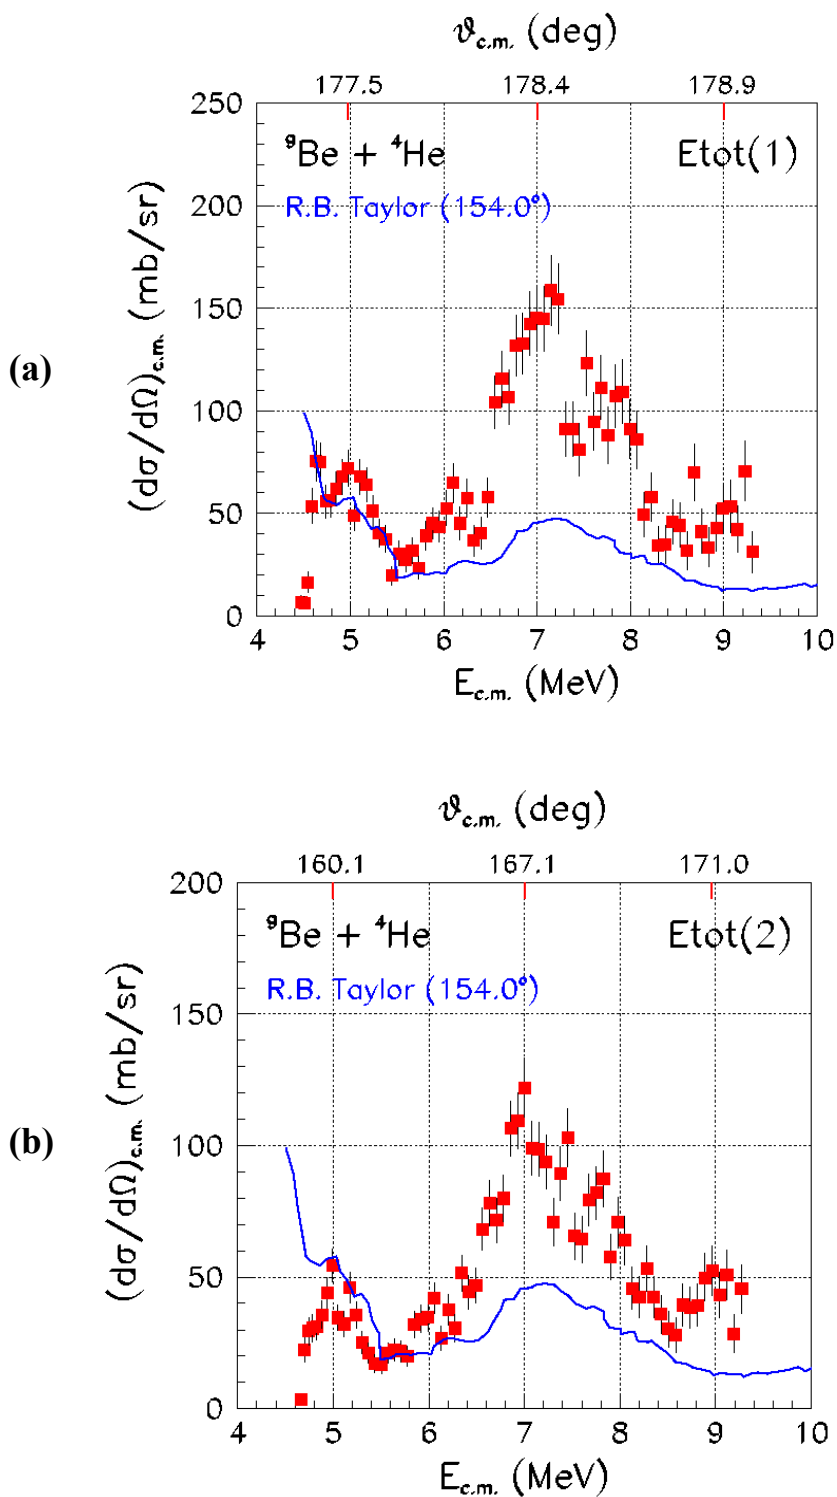 ϑc.m. (deg)
177.5 178.4 178.9
250
⁹Be + ⁴He Etot(1)
R.B. Taylor (154.0°)
200
150
(a)
(dσ/dΩ)c.m. (mb/sr)
100
50
0
4 5 6 7 8 9 10
Ec.m. (MeV)
ϑc.m. (deg)
160.1 167.1 171.0
200
⁹Be + ⁴He Etot(2)
R.B. Taylor (154.0°)
150
(b)
(dσ/dΩ)c.m. (mb/sr)
100
50
0
4 5 6 7 8 9 10
Ec.m. (MeV)